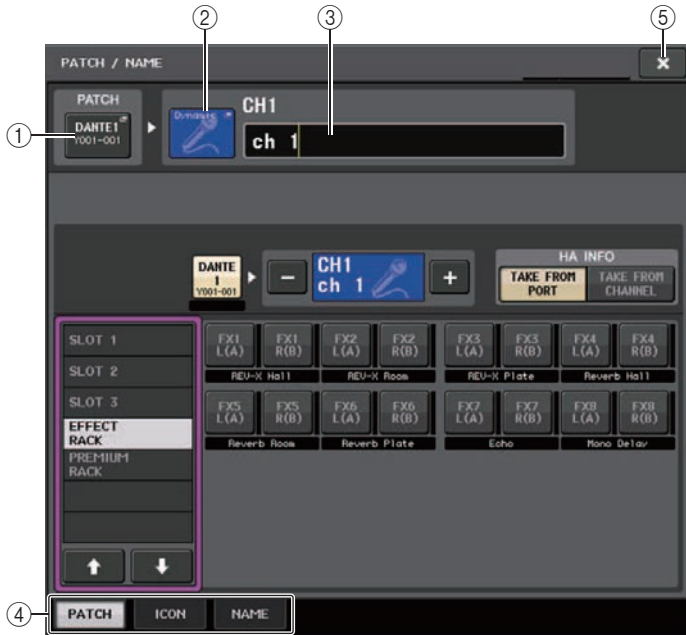 ② ③ ⑤
PATCH / NAME
×
PATCH
①
DANTE1
Y001-001
Dynamic
CH1
ch 1
DANTE
1
Y001-001
−
CH1
ch 1
+
HA INFO
TAKE FROM
PORT
TAKE FROM
CHANNEL
SLOT 1
SLOT 2
SLOT 3
EFFECT
RACK
PREMIUM
RACK
FX1
L(A)
FX1
R(B)
FX2
L(A)
FX2
R(B)
FX3
L(A)
FX3
R(B)
FX4
L(A)
FX4
R(B)
REV-X Hall
REV-X Room
REV-X Plate
Reverb Hall
FX5
L(A)
FX5
R(B)
FX6
L(A)
FX6
R(B)
FX7
L(A)
FX7
R(B)
FX8
L(A)
FX8
R(B)
Reverb Room
Reverb Plate
Echo
Mono Delay
④
PATCH
ICON
NAME